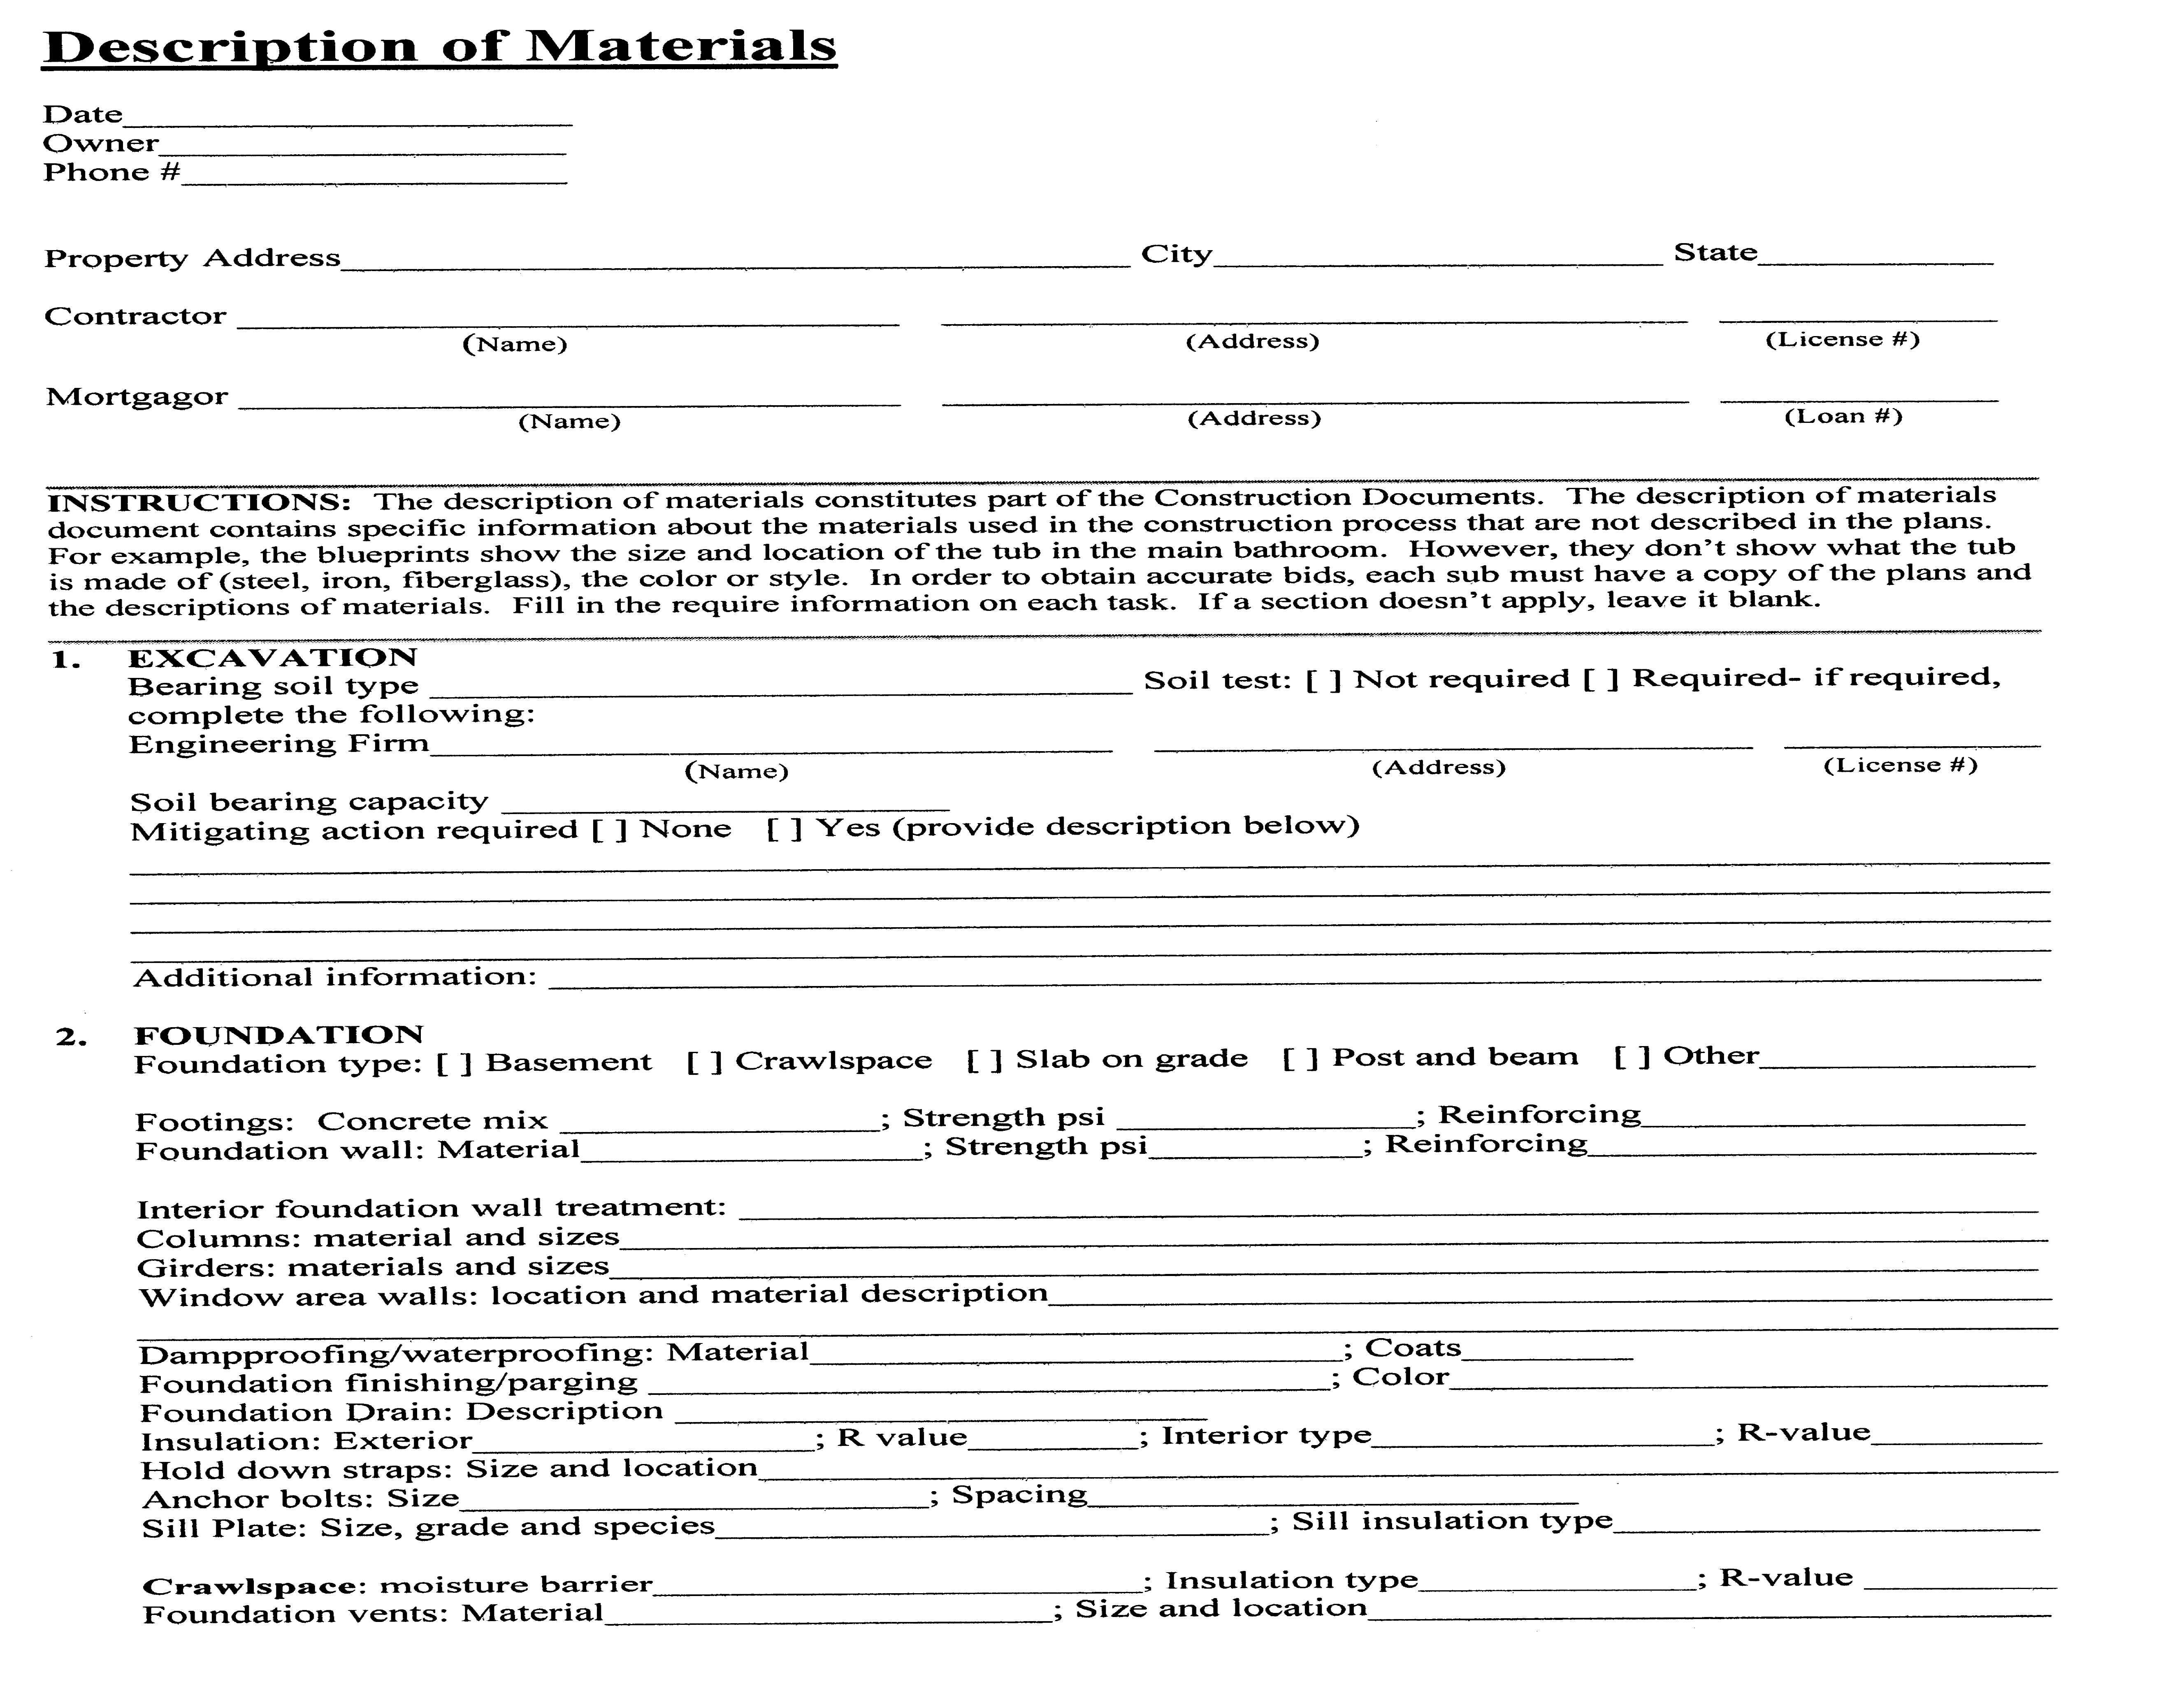 Description of Materials
Date
Owner
Phone #
Property Address City State
Contractor
(Name) (Address) (License #)
Mortgagor
(Name) (Address) (Loan #)
INSTRUCTIONS: The description of materials constitutes part of the Construction Documents. The description of materials
document contains specific information about the materials used in the construction process that are not described in the plans.
For example, the blueprints show the size and location of the tub in the main bathroom. However, they don't show what the tub
is made of (steel, iron, fiberglass), the color or style. In order to obtain accurate bids, each sub must have a copy of the plans and
the descriptions of materials. Fill in the require information on each task. If a section doesn't apply, leave it blank.
1. EXCAVATION
Bearing soil type Soil test: [ ] Not required [ ] Required- if required,
complete the following:
Engineering Firm
(Name) (Address) (License #)
Soil bearing capacity
Mitigating action required [ ] None [ ] Yes (provide description below)
Additional information:
2. FOUNDATION
Foundation type: [ ] Basement [ ] Crawlspace [ ] Slab on grade [ ] Post and beam [ ] Other
Footings: Concrete mix ; Strength psi ; Reinforcing
Foundation wall: Material ; Strength psi ; Reinforcing
Interior foundation wall treatment:
Columns: material and sizes
Girders: materials and sizes
Window area walls: location and material description
Dampproofing/waterproofing: Material ; Coats
Foundation finishing/parging ; Color
Foundation Drain: Description
Insulation: Exterior ; R value ; Interior type ; R-value
Hold down straps: Size and location
Anchor bolts: Size ; Spacing
Sill Plate: Size, grade and species ; Sill insulation type
Crawlspace: moisture barrier ; Insulation type ; R-value
Foundation vents: Material ; Size and location